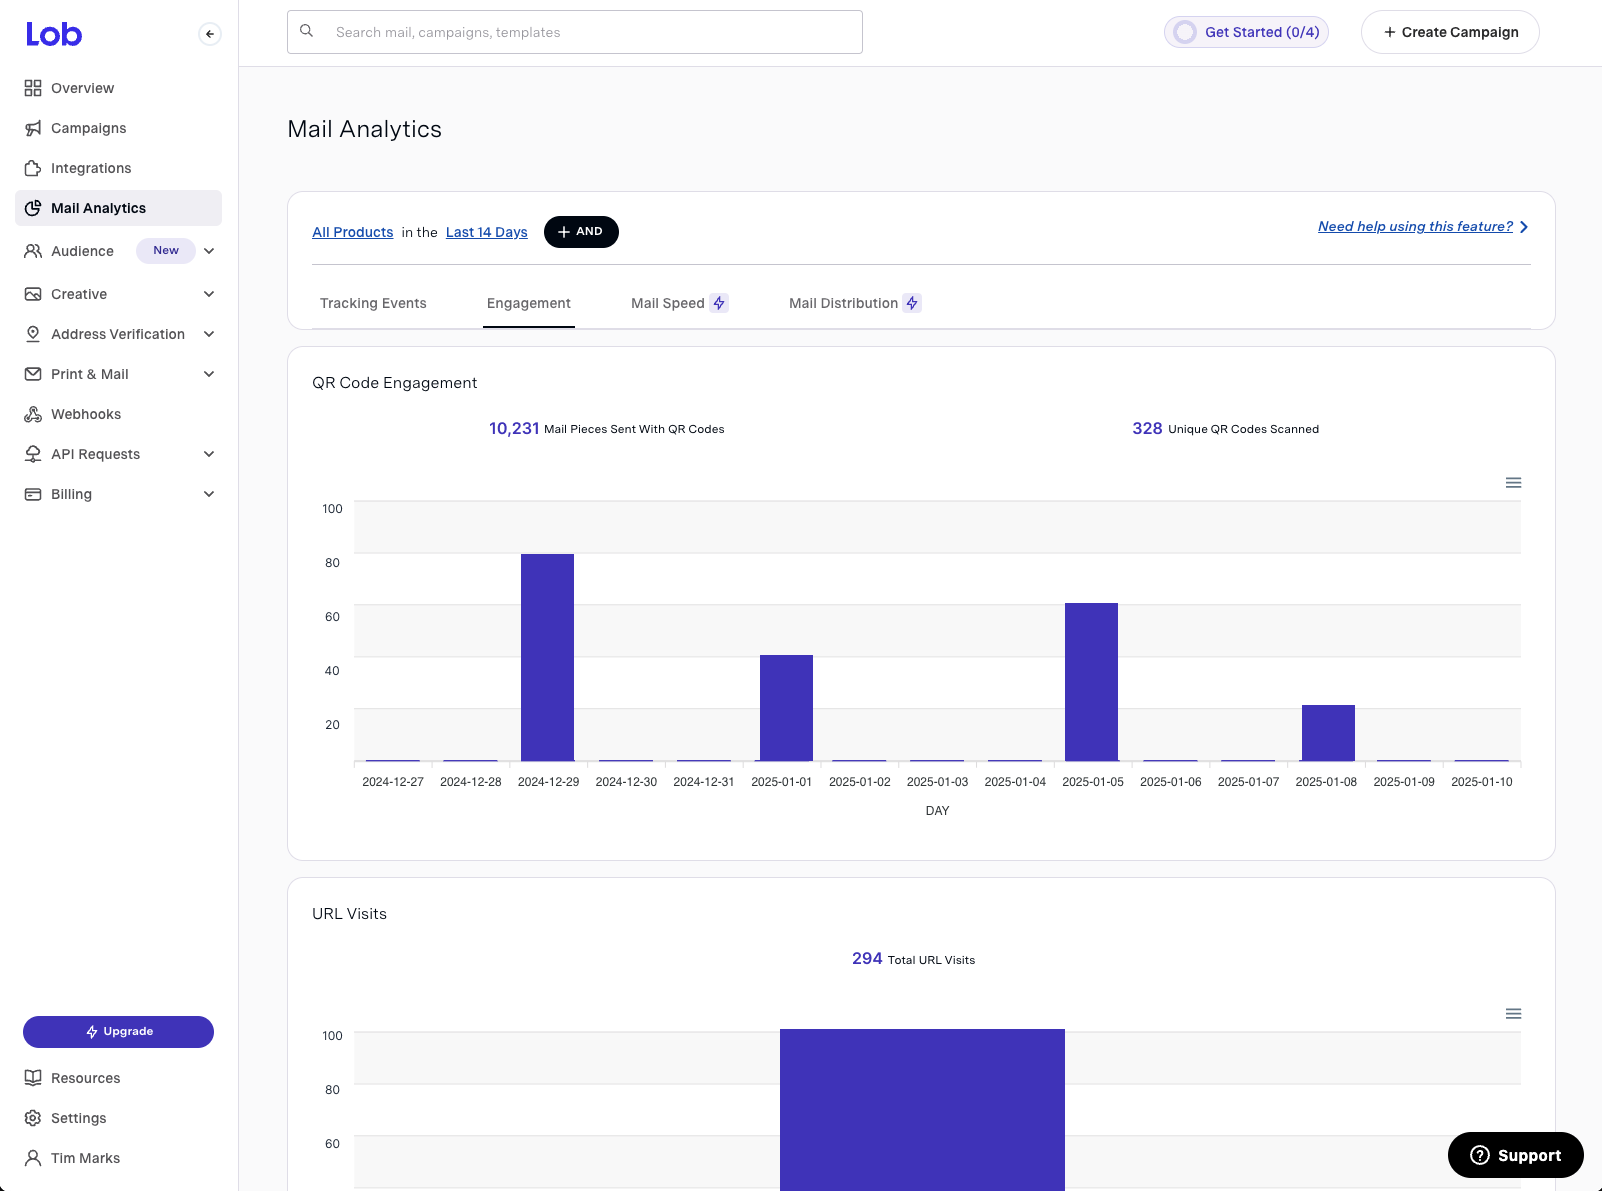 Lob
Search mail, campaigns, templates
Get Started (0/4)
+ Create Campaign
Overview
Campaigns
Integrations
Mail Analytics
Audience New
Creative
Address Verification
Print & Mail
Webhooks
API Requests
Billing
Upgrade
Resources
Settings
Tim Marks
Mail Analytics
All Products in the Last 14 Days + AND
Need help using this feature?
Tracking Events Engagement Mail Speed Mail Distribution
QR Code Engagement
10,231 Mail Pieces Sent With QR Codes
328 Unique QR Codes Scanned
100
80
60
40
20
2024-12-27 2024-12-28 2024-12-29 2024-12-30 2024-12-31 2025-01-01 2025-01-02 2025-01-03 2025-01-04 2025-01-05 2025-01-06 2025-01-07 2025-01-08 2025-01-09 2025-01-10
DAY
URL Visits
294 Total URL Visits
100
80
60
Support